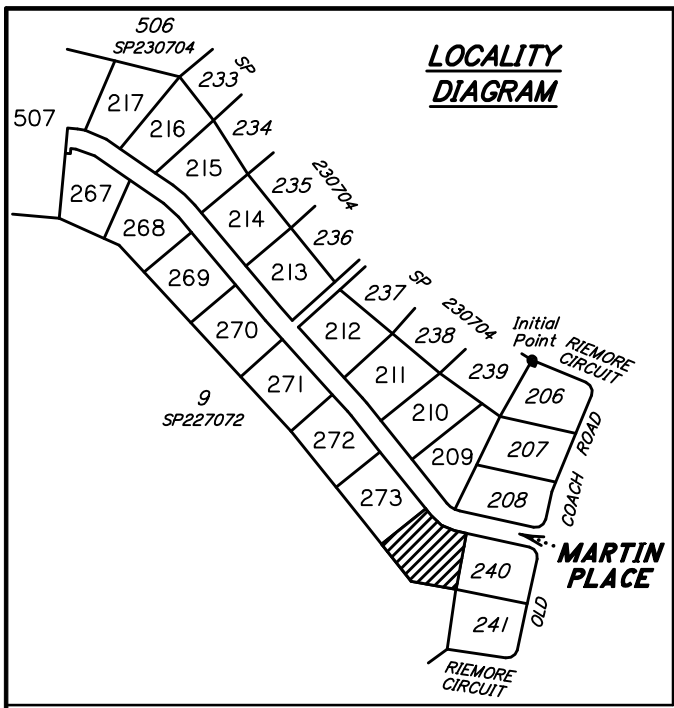 LOCALITY
DIAGRAM
506
SP230704
507
217
216
215
214
213
233
SP
234
235
230704
236
237
SP
238
230704
239
212
211
210
209
Initial
Point
RIEMORE
CIRCUIT
206
207
208
COACH
ROAD
267
268
269
270
271
272
273
9
SP227072
MARTIN
PLACE
240
241
OLD
RIEMORE
CIRCUIT